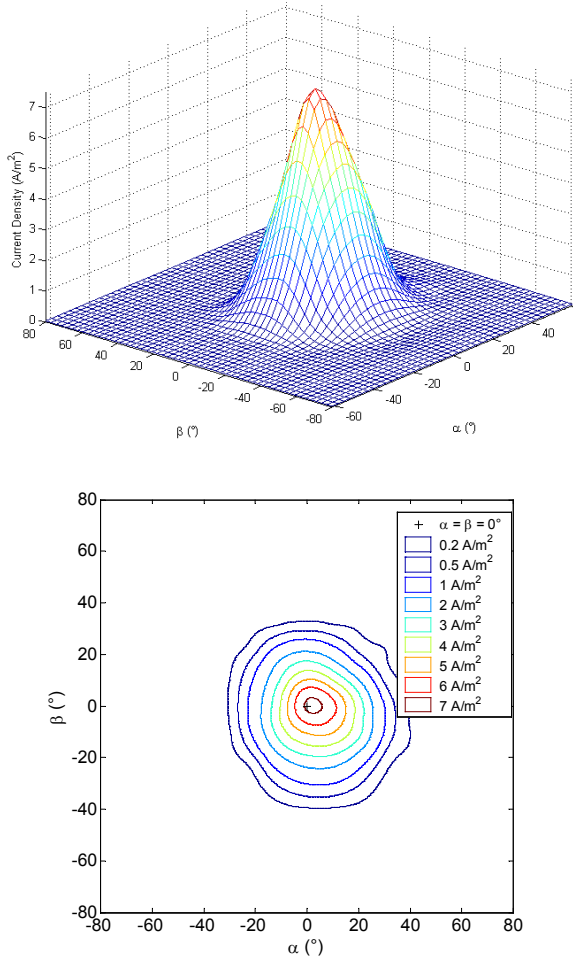 7
6
5
4
3
2
1
0
Current Density (A/m²)
80
60
40
20
0
-20
-40
-60
-80
β (°)
-60
-40
-20
0
20
40
α (°)
80
60
40
20
0
-20
-40
-60
-80
β (°)
-80 -60 -40 -20 0 20 40 60 80
α (°)
α = β = 0°
0.2 A/m²
0.5 A/m²
1 A/m²
2 A/m²
3 A/m²
4 A/m²
5 A/m²
6 A/m²
7 A/m²